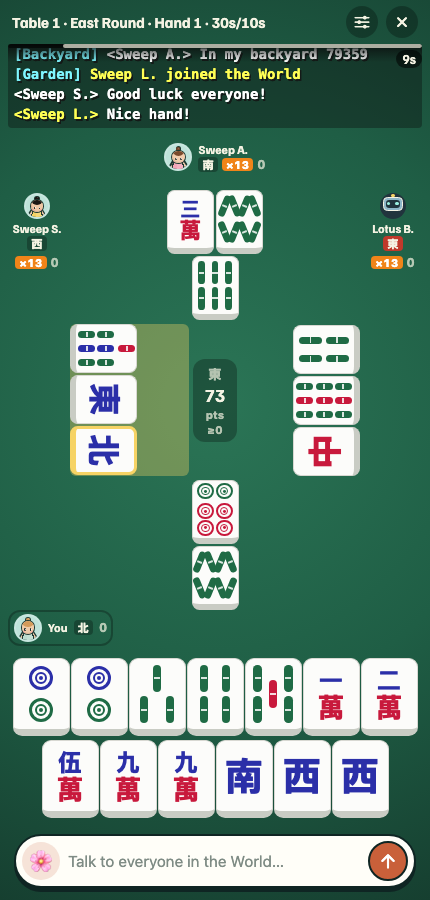 Table 1 · East Round · Hand 1 · 30s/10s
[Backyard] <Sweep A.> In my backyard 79359
9s
[Garden] Sweep L. joined the World
<Sweep S.> Good luck everyone!
<Sweep L.> Nice hand!
Sweep A.
南 ×13 0
Sweep S.
西
×13 0
Lotus B.
東
×13 0
三萬
東
北
中
東
73
pts
≥0
You 北 0
一萬 二萬
伍萬 九萬 九萬 南 西 西
Talk to everyone in the World...